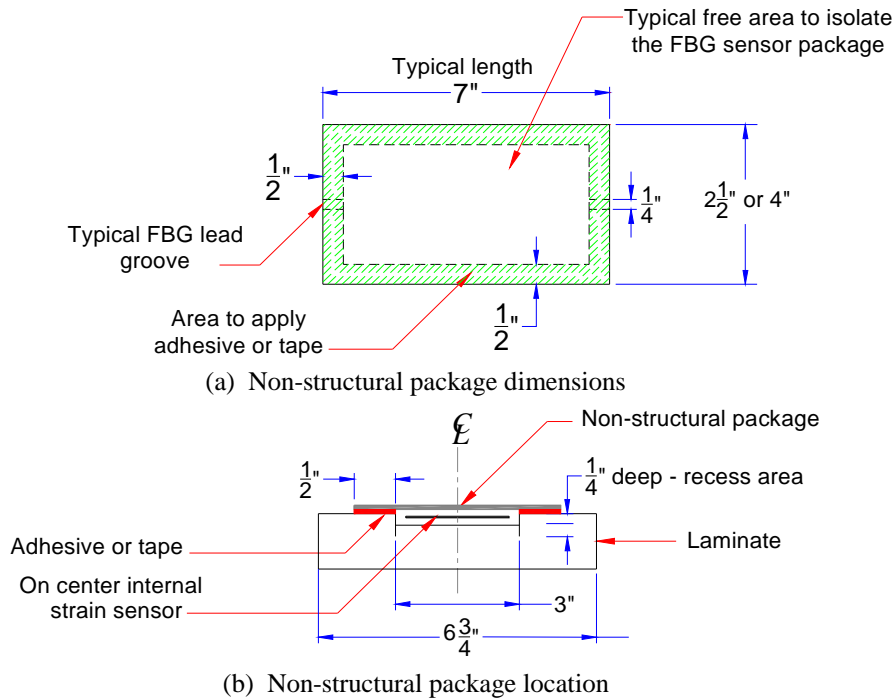 Typical free area to isolate
the FBG sensor package
Typical length
7"
1/2"
1/4"
2 1/2" or 4"
Typical FBG lead
groove
Area to apply
adhesive or tape
1/2"
(a) Non-structural package dimensions
Non-structural package
℄
1/2"
1/4" deep - recess area
Adhesive or tape
Laminate
On center internal
strain sensor
3"
6 3/4"
(b) Non-structural package location